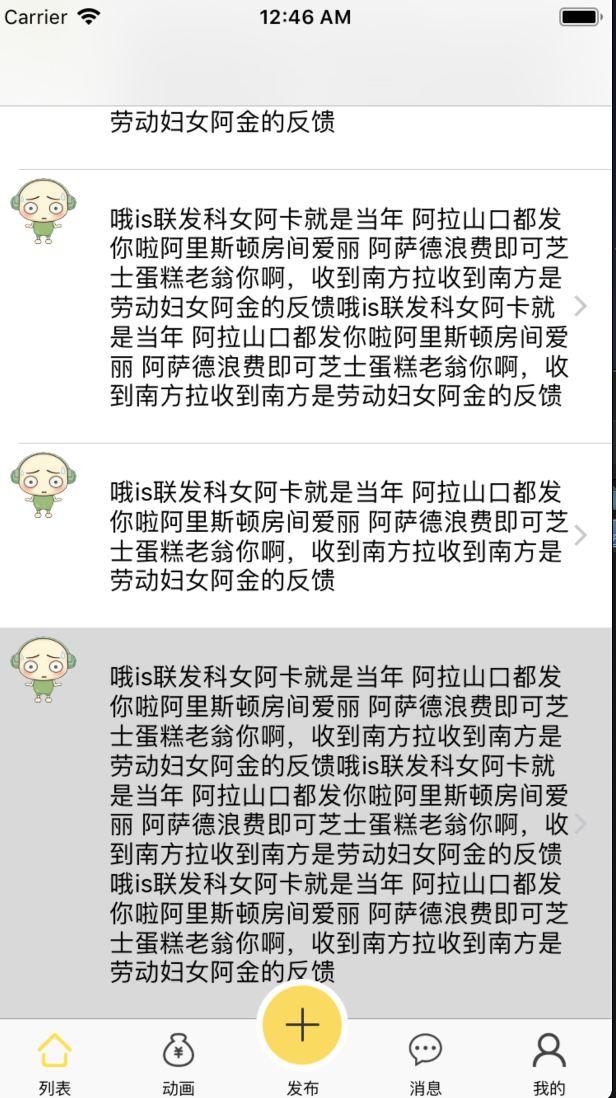 Carrier
12:46 AM
劳动妇女阿金的反馈
哦is联发科女阿卡就是当年 阿拉山口都发
你啦阿里斯顿房间爱丽 阿萨德浪费即可芝
士蛋糕老翁你啊，收到南方拉收到南方是
劳动妇女阿金的反馈哦is联发科女阿卡就
是当年 阿拉山口都发你啦阿里斯顿房间爱
丽 阿萨德浪费即可芝士蛋糕老翁你啊，收
到南方拉收到南方是劳动妇女阿金的反馈
哦is联发科女阿卡就是当年 阿拉山口都发
你啦阿里斯顿房间爱丽 阿萨德浪费即可芝
士蛋糕老翁你啊，收到南方拉收到南方是
劳动妇女阿金的反馈
哦is联发科女阿卡就是当年 阿拉山口都发
你啦阿里斯顿房间爱丽 阿萨德浪费即可芝
士蛋糕老翁你啊，收到南方拉收到南方是
劳动妇女阿金的反馈哦is联发科女阿卡就
是当年 阿拉山口都发你啦阿里斯顿房间爱
丽 阿萨德浪费即可芝士蛋糕老翁你啊，收
到南方拉收到南方是劳动妇女阿金的反馈
哦is联发科女阿卡就是当年 阿拉山口都发
你啦阿里斯顿房间爱丽 阿萨德浪费即可芝
士蛋糕老翁你啊，收到南方拉收到南方是
劳动妇女阿金的反馈
列表
动画
发布
消息
我的